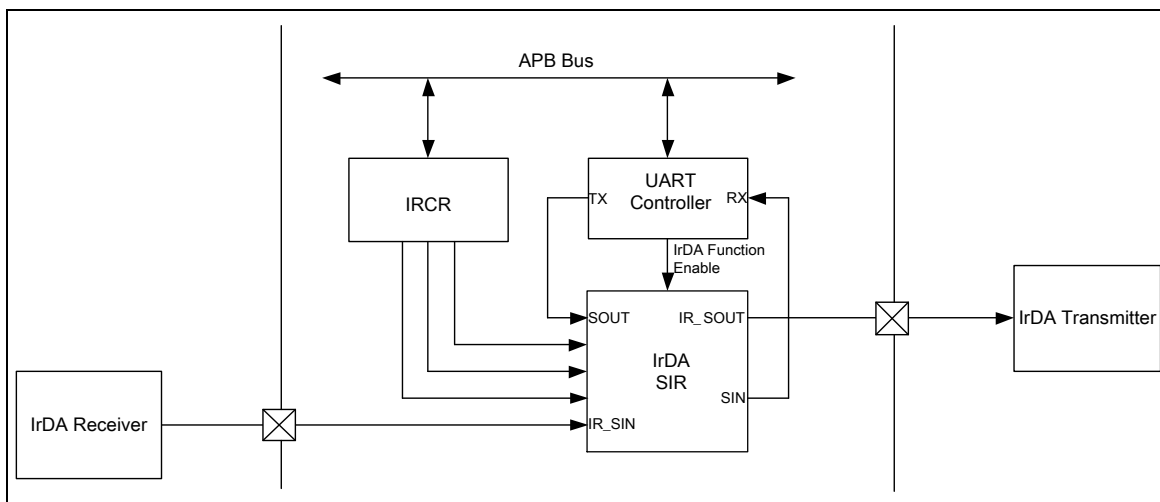 APB Bus
IRCR
UART
Controller
TX
RX
IrDA Function
Enable
SOUT
IR_SOUT
IrDA
SIR
SIN
IR_SIN
IrDA Receiver
IrDA Transmitter